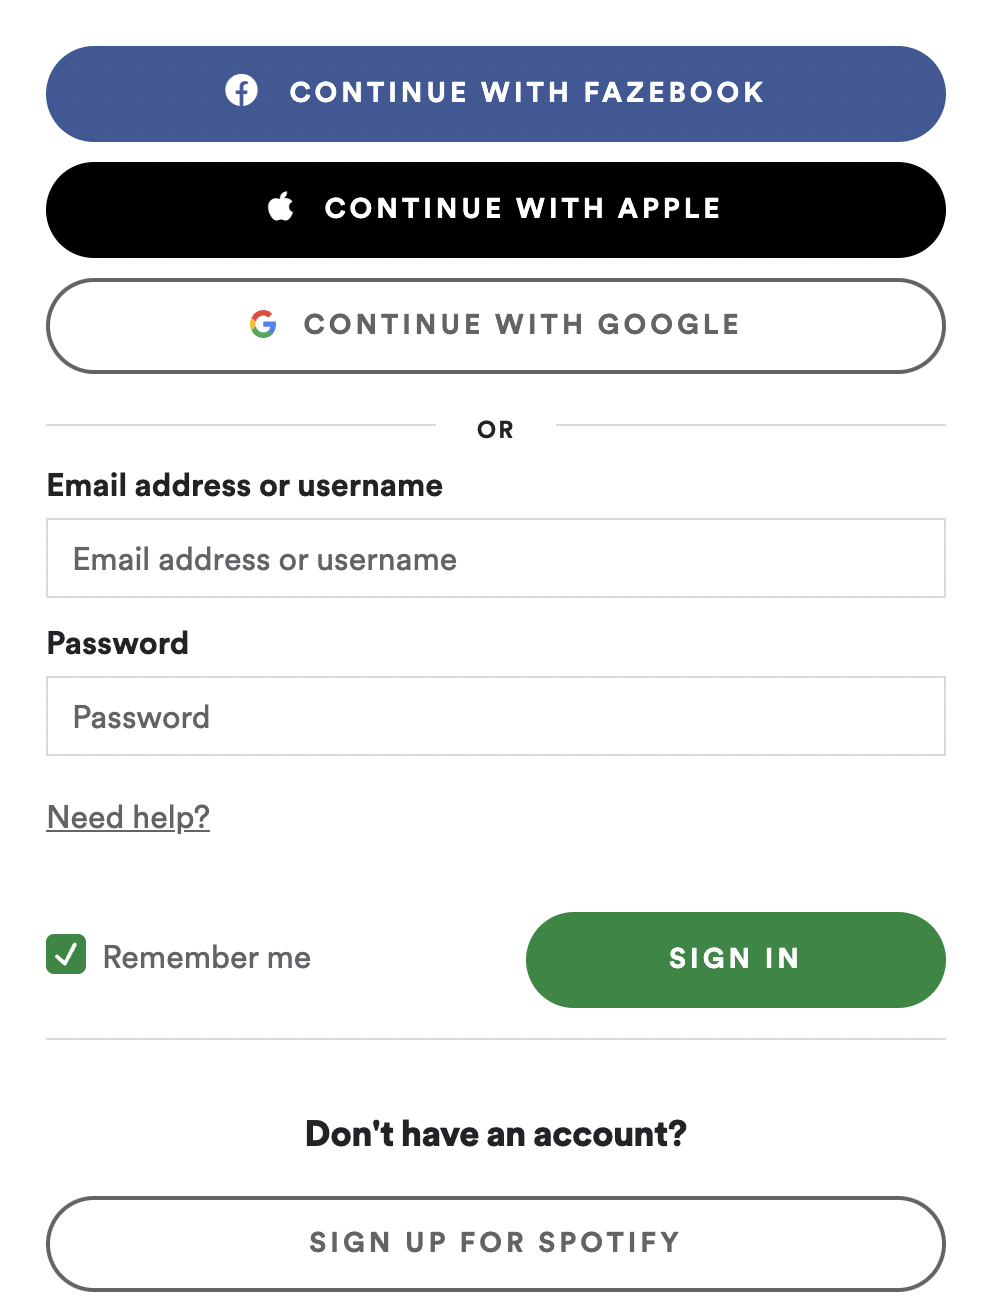 CONTINUE WITH FAZEBOOK
CONTINUE WITH APPLE
CONTINUE WITH GOOGLE
OR
Email address or username
Email address or username
Password
Password
Need help?
Remember me
SIGN IN
Don't have an account?
SIGN UP FOR SPOTIFY